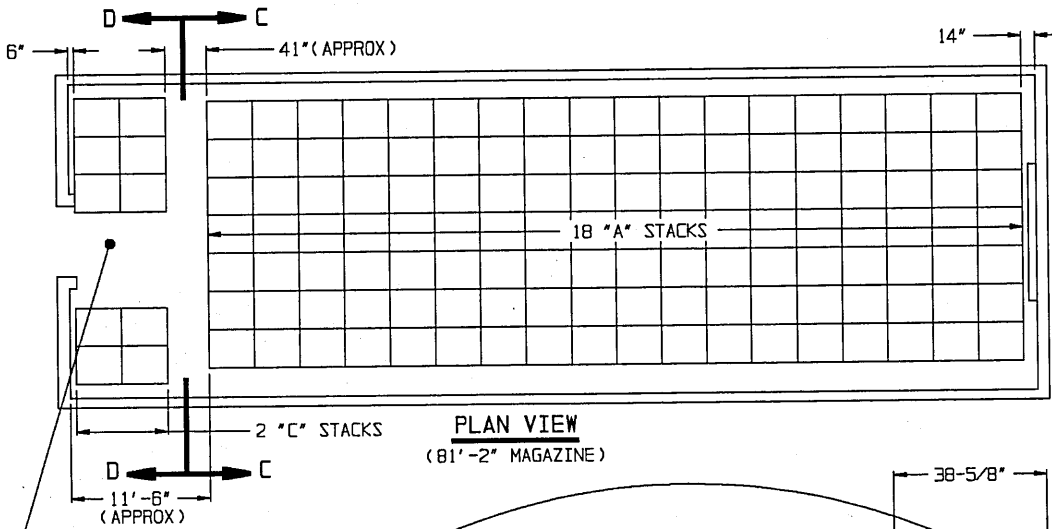 D C
6"
41"(APPROX)
14"
18 "A" STACKS
2 "C" STACKS
PLAN VIEW
(81'-2" MAGAZINE)
D C
11'-6"
(APPROX)
38-5/8"